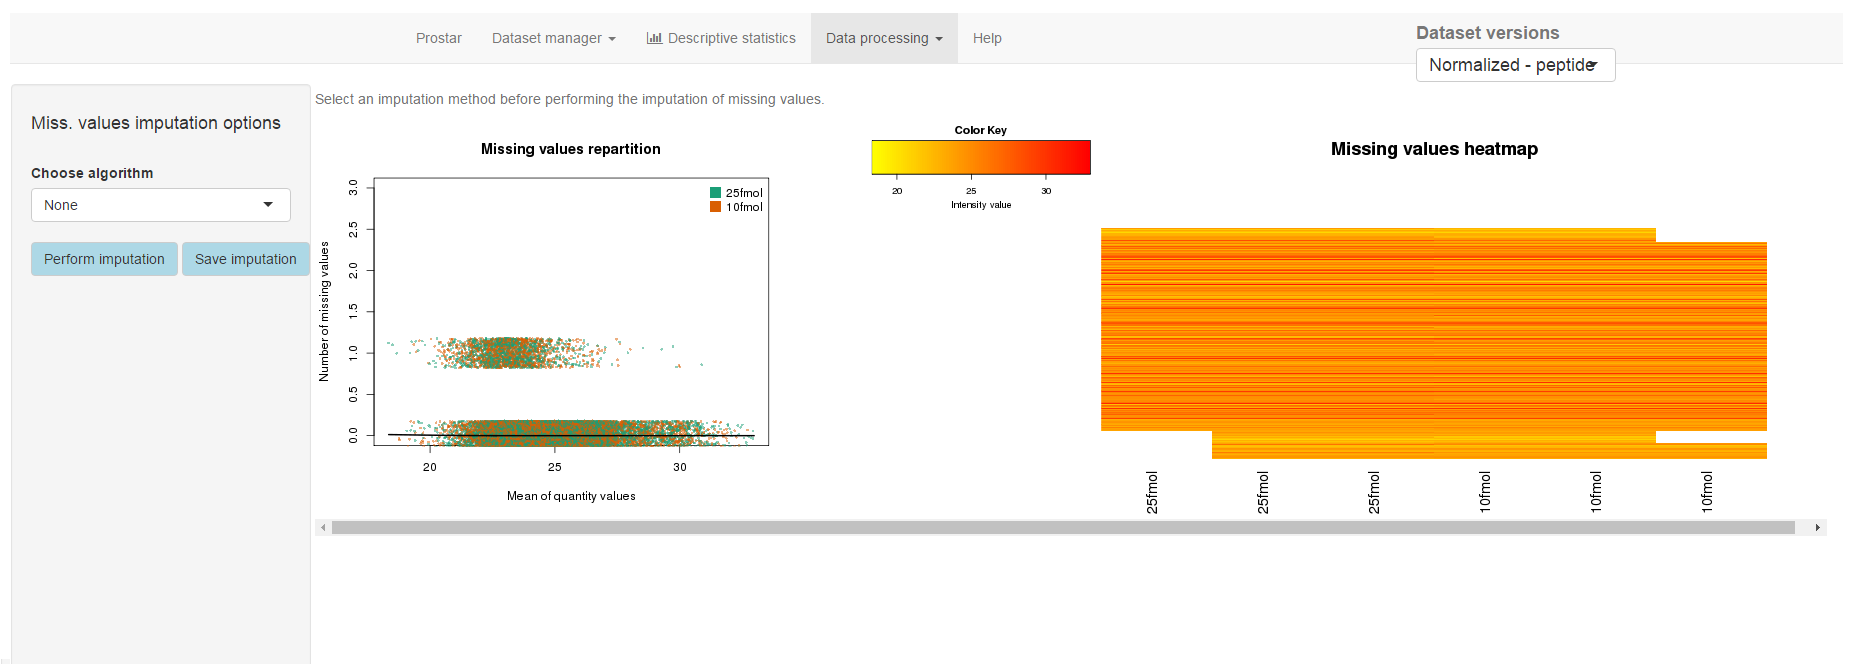 Prostar Dataset manager Descriptive statistics Data processing Help
Dataset versions
Normalized - peptide
Miss. values imputation options
Choose algorithm
None
Perform imputation Save imputation
Select an imputation method before performing the imputation of missing values.
Missing values repartition
25fmol
10fmol
Number of missing values
3.0
2.5
2.0
1.5
1.0
0.5
0.0
20 25 30
Mean of quantity values
Color Key
20 25 30
Intensity value
Missing values heatmap
25fmol 25fmol 25fmol 10fmol 10fmol 10fmol